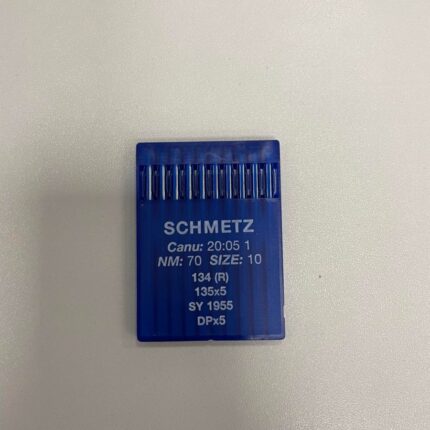 SCHMETZ
Canu: 20:05 1
NM: 70 SIZE: 10
134 (R)
135x5
SY 1955
DPx5